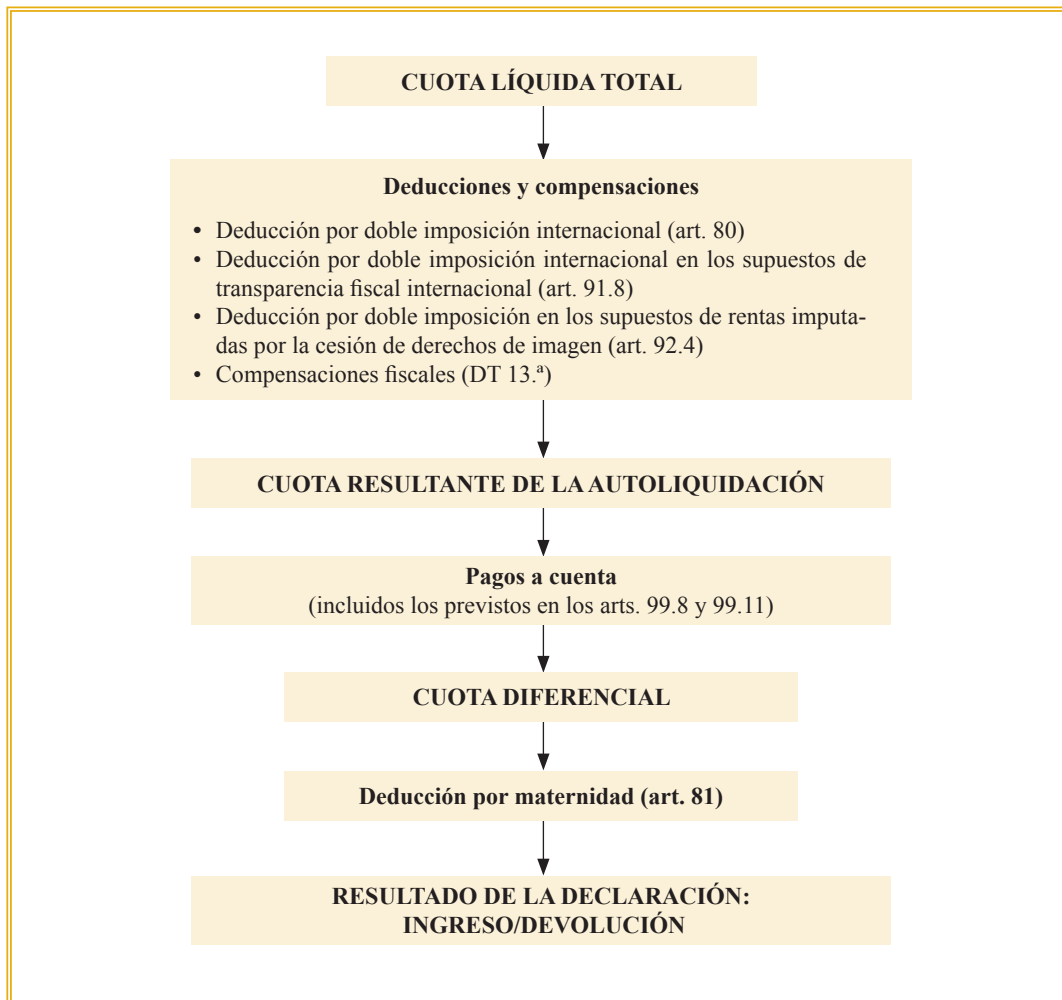 CUOTA LÍQUIDA TOTAL
Deducciones y compensaciones
• Deducción por doble imposición internacional (art. 80)
• Deducción por doble imposición internacional en los supuestos de
transparencia fiscal internacional (art. 91.8)
• Deducción por doble imposición en los supuestos de rentas imputa-
das por la cesión de derechos de imagen (art. 92.4)
• Compensaciones fiscales (DT 13.ª)
CUOTA RESULTANTE DE LA AUTOLIQUIDACIÓN
Pagos a cuenta
(incluidos los previstos en los arts. 99.8 y 99.11)
CUOTA DIFERENCIAL
Deducción por maternidad (art. 81)
RESULTADO DE LA DECLARACIÓN:
INGRESO/DEVOLUCIÓN